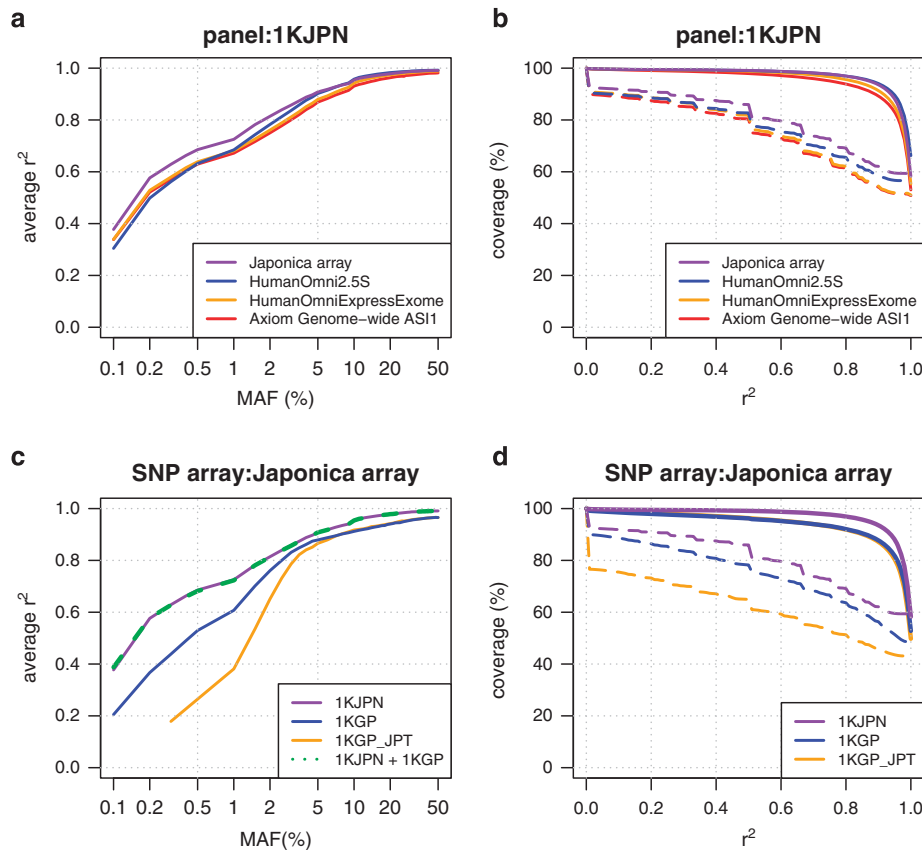 a
panel:1KJPN
1.0
0.8
0.6
0.4
0.2
0.0
average r²
Japonica array
HumanOmni2.5S
HumanOmniExpressExome
Axiom Genome−wide ASI1
0.1 0.2 0.5 1 2 5 10 20 50
MAF (%)
b
panel:1KJPN
100
80
60
40
20
0
coverage (%)
Japonica array
HumanOmni2.5S
HumanOmniExpressExome
Axiom Genome−wide ASI1
0.0 0.2 0.4 0.6 0.8 1.0
r²
c
SNP array:Japonica array
1.0
0.8
0.6
0.4
0.2
0.0
average r²
1KJPN
1KGP
1KGP_JPT
1KJPN + 1KGP
0.1 0.2 0.5 1 2 5 10 20 50
MAF(%)
d
SNP array:Japonica array
100
80
60
40
20
0
coverage (%)
1KJPN
1KGP
1KGP_JPT
0.0 0.2 0.4 0.6 0.8 1.0
r²